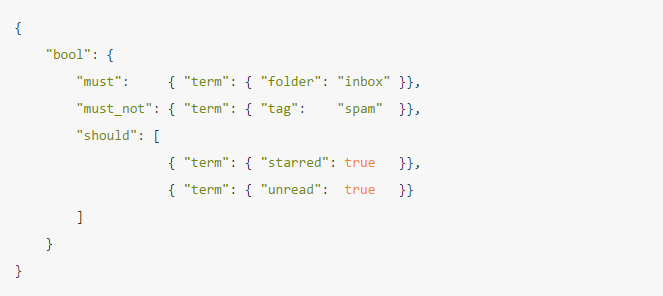 {
    "bool": {
        "must":     { "term": { "folder": "inbox" }},
        "must_not": { "term": { "tag":    "spam"  }},
        "should": [
                    { "term": { "starred": true   }},
                    { "term": { "unread":  true   }}
        ]
    }
}